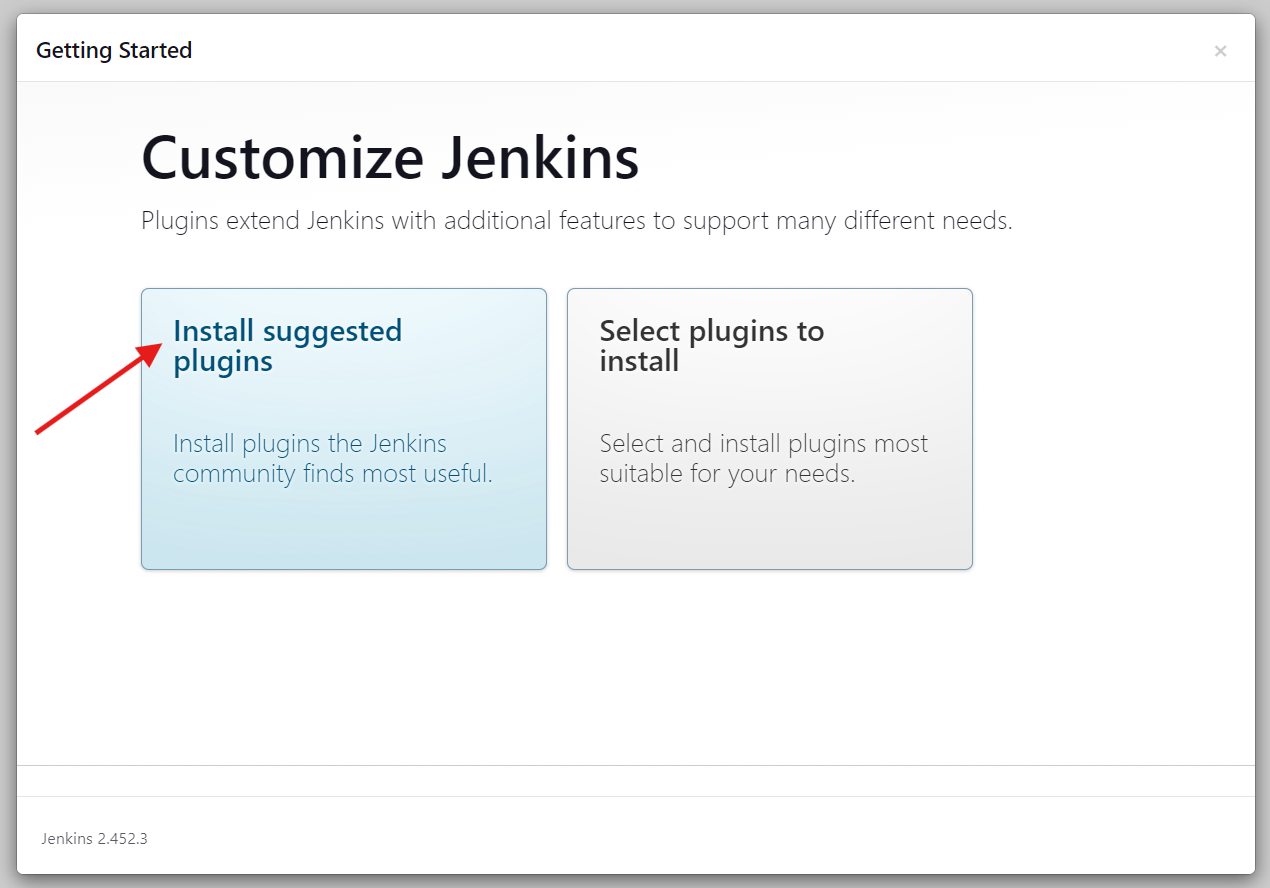 Getting Started
×
Customize Jenkins
Plugins extend Jenkins with additional features to support many different needs.
Install suggested
plugins
Install plugins the Jenkins
community finds most useful.
Select plugins to
install
Select and install plugins most
suitable for your needs.
Jenkins 2.452.3